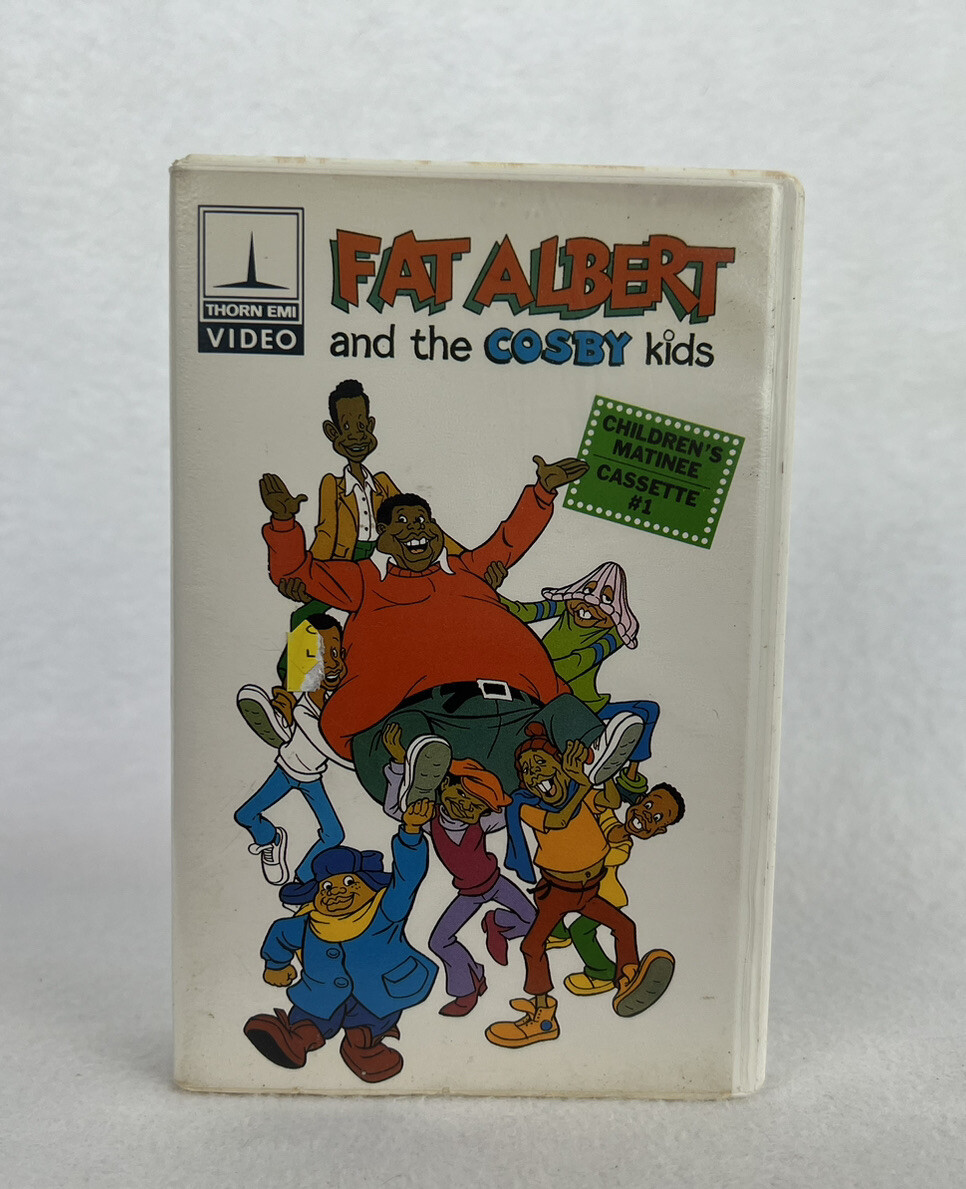 THORN EMI
VIDEO
FAT ALBERT
and the COSBY kids
CHILDREN'S
MATINEE
CASSETTE
#1